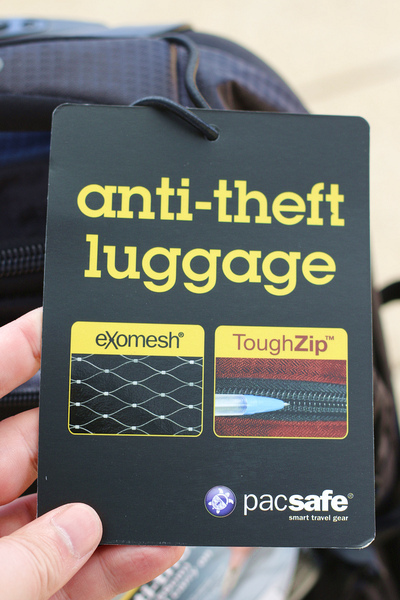 anti-theft
luggage
eXomesh®
ToughZip™
pacsafe®
smart travel gear